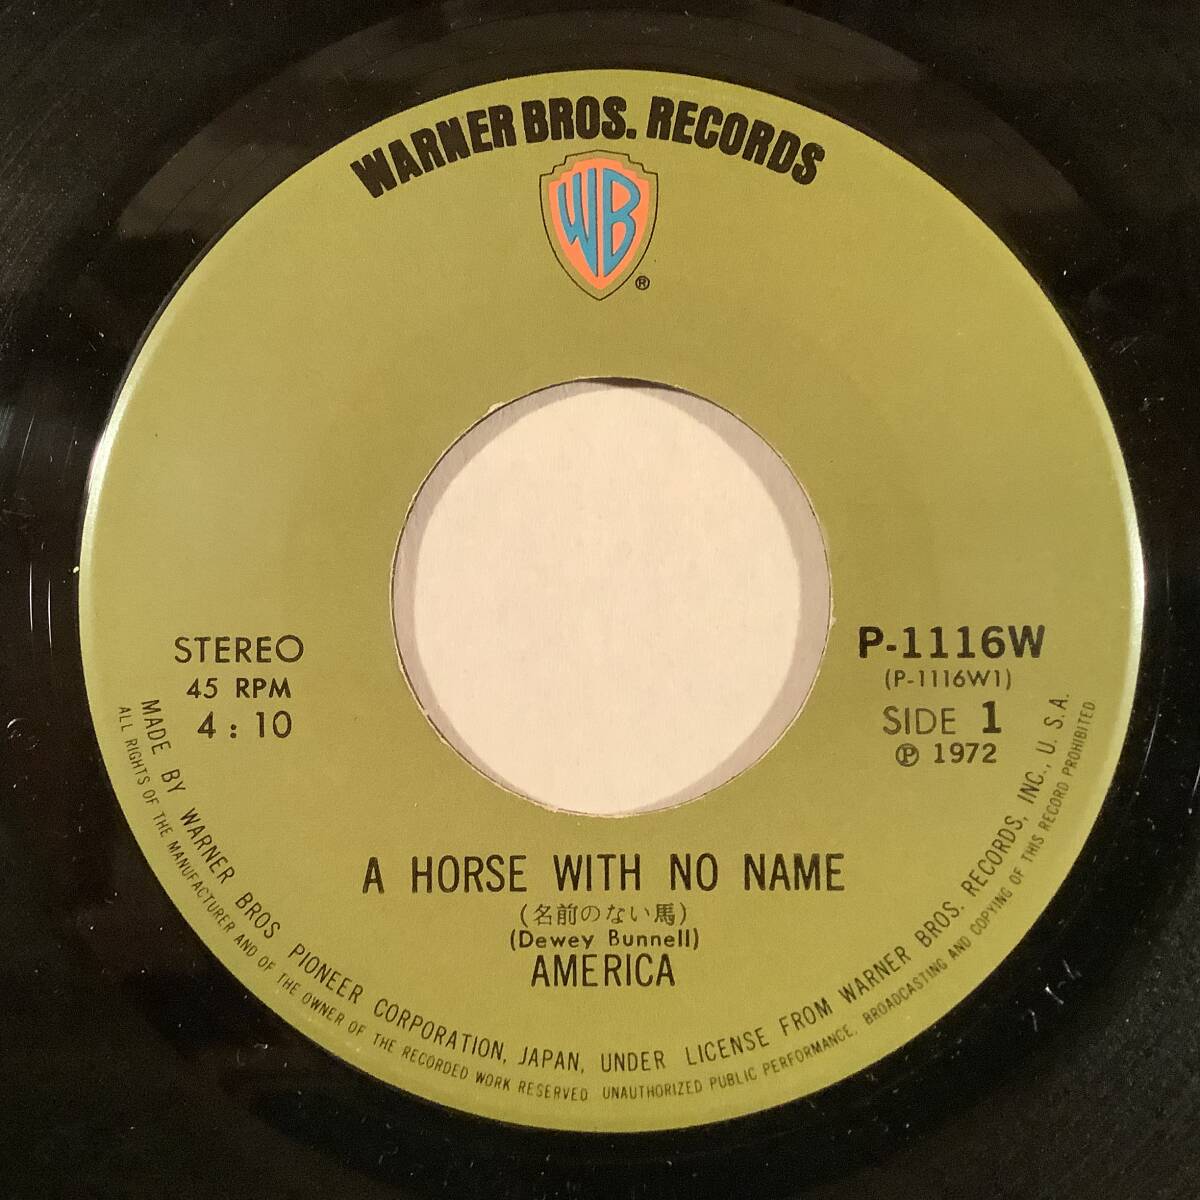 WARNER BROS. RECORDS
WB
®
STEREO
45 RPM
4 : 10
P-1116W
(P-1116W1)
SIDE 1
℗ 1972
A HORSE WITH NO NAME
(名前のない馬)
(Dewey Bunnell)
AMERICA
MADE BY WARNER BROS PIONEER CORPORATION, JAPAN, UNDER LICENSE FROM WARNER BROS. RECORDS, INC., U. S. A.
ALL RIGHTS OF THE MANUFACTURER AND OF THE OWNER OF THE RECORDED WORK RESERVED UNAUTHORIZED PUBLIC PERFORMANCE, BROADCASTING AND COPYING OF THIS RECORD PROHIBITED